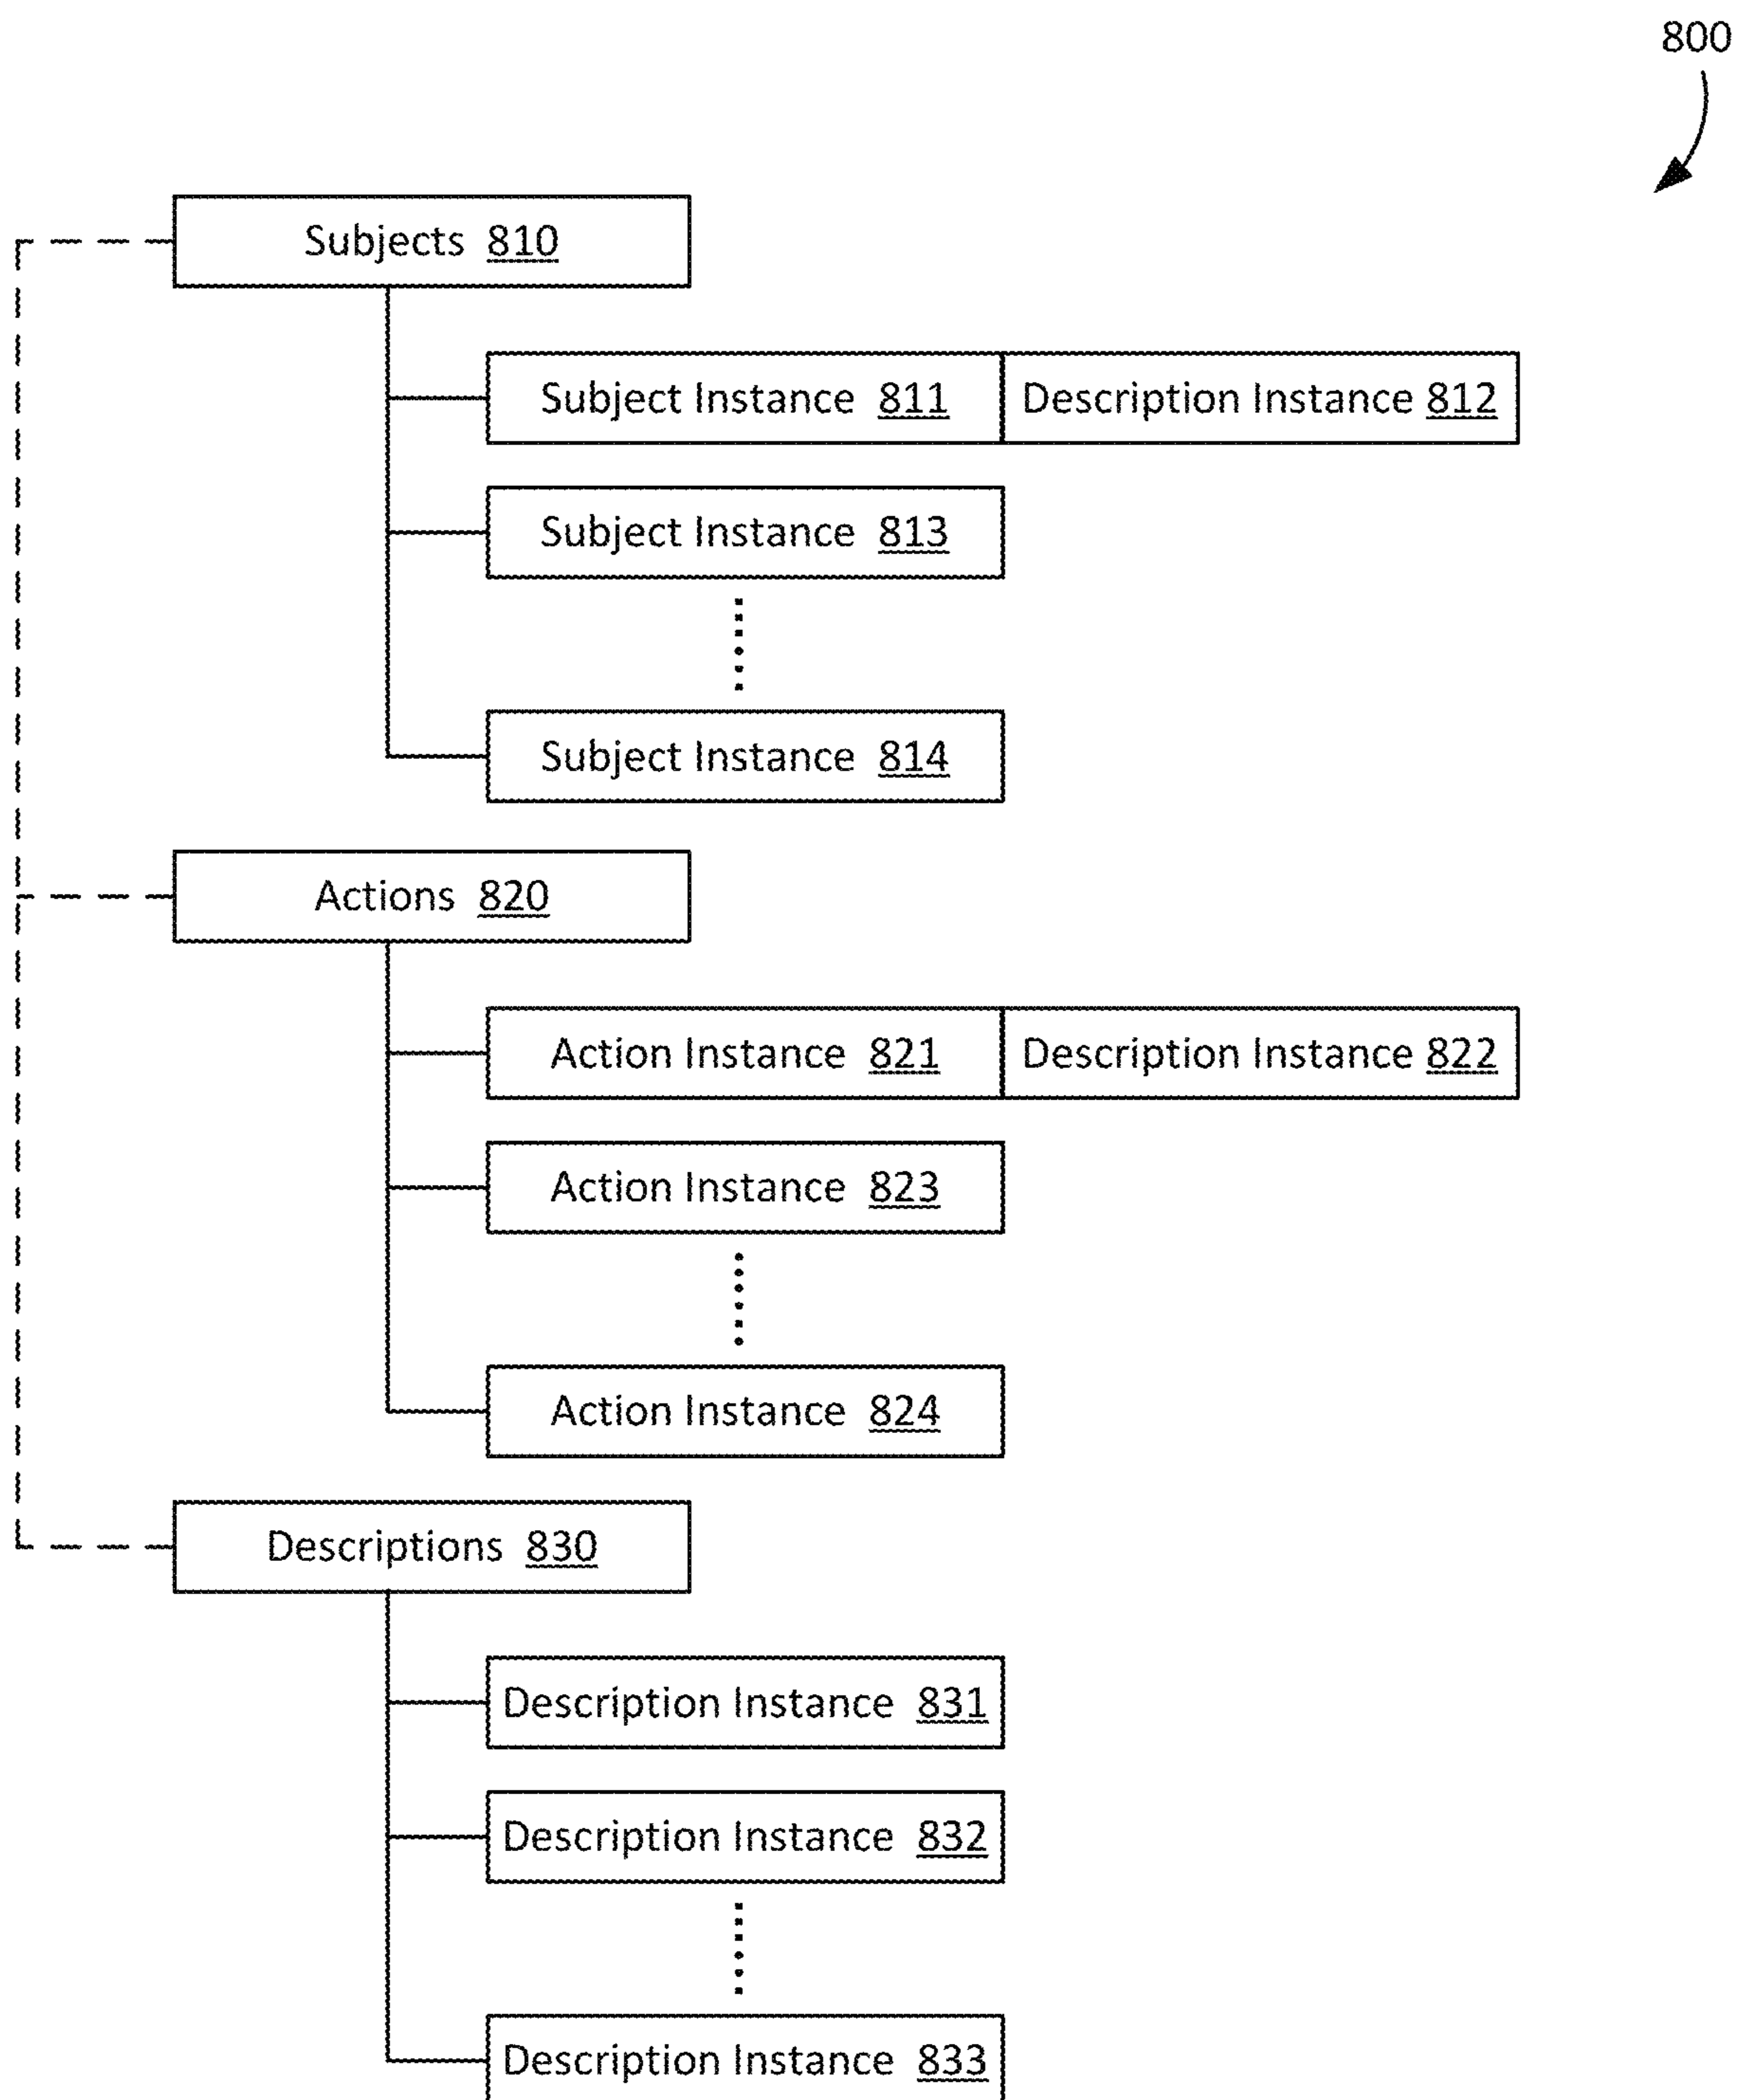 800
Subjects 810
Subject Instance 811 Description Instance 812
Subject Instance 813
Subject Instance 814
Actions 820
Action Instance 821 Description Instance 822
Action Instance 823
Action Instance 824
Descriptions 830
Description Instance 831
Description Instance 832
Description Instance 833